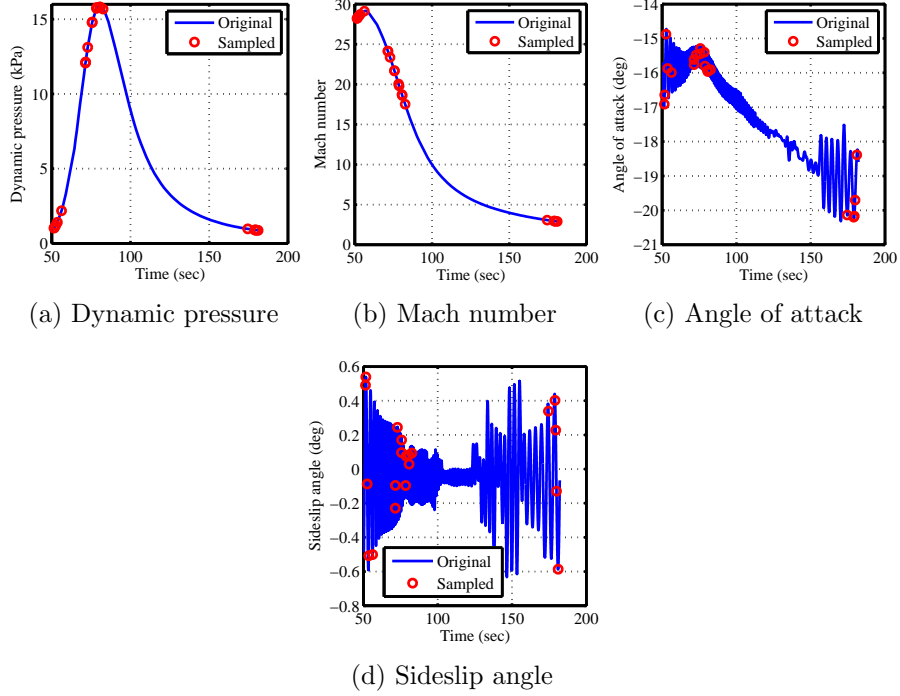 Dynamic pressure (kPa)
15
10
5
0
50
100
150
200
Time (sec)
Original
Sampled
(a) Dynamic pressure
Mach number
30
25
20
15
10
5
0
50
100
150
200
Time (sec)
Original
Sampled
(b) Mach number
Angle of attack (deg)
−14
−15
−16
−17
−18
−19
−20
−21
50
100
150
200
Time (sec)
Original
Sampled
(c) Angle of attack
Sideslip angle (deg)
0.6
0.4
0.2
0
−0.2
−0.4
−0.6
−0.8
50
100
150
200
Time (sec)
Original
Sampled
(d) Sideslip angle